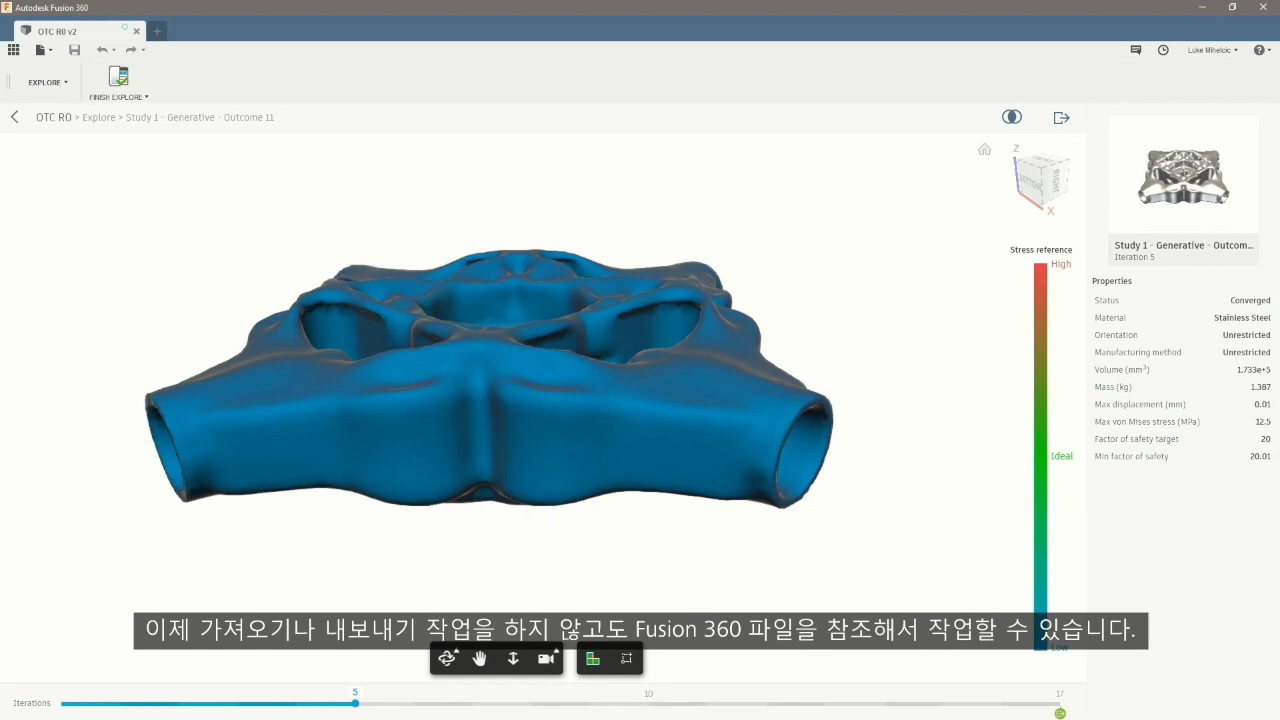 Autodesk Fusion 360
OTC R0 v2
Luke Mihelcic
EXPLORE
FINISH EXPLORE
OTC R0 > Explore > Study 1 - Generative - Outcome 11
Z
BOTTOM
RIGHT
X
Stress reference
High
Ideal
Low
Study 1 - Generative - Outcom...
Iteration 5
Properties
Status Converged
Material Stainless Steel
Orientation Unrestricted
Manufacturing method Unrestricted
Volume (mm³) 1.733e+5
Mass (kg) 1.387
Max displacement (mm) 0.01
Max von Mises stress (MPa) 12.5
Factor of safety target 20
Min factor of safety 20.01
이제 가져오기나 내보내기 작업을 하지 않고도 Fusion 360 파일을 참조해서 작업할 수 있습니다.
Iterations 5 10 17